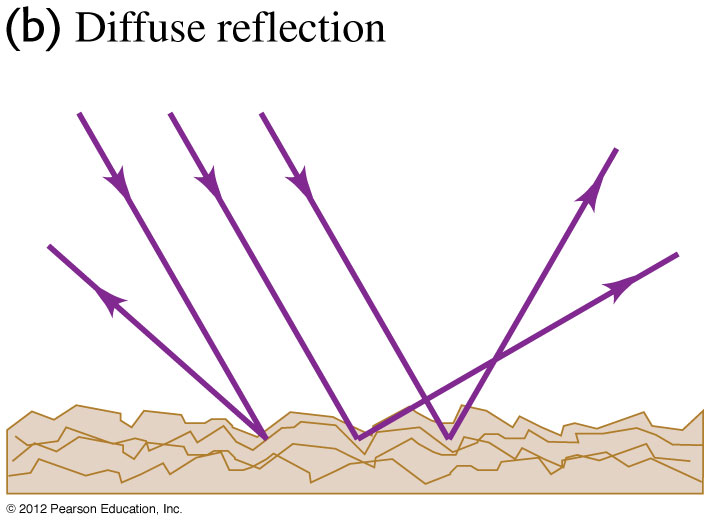 (b) Diffuse reflection
© 2012 Pearson Education, Inc.